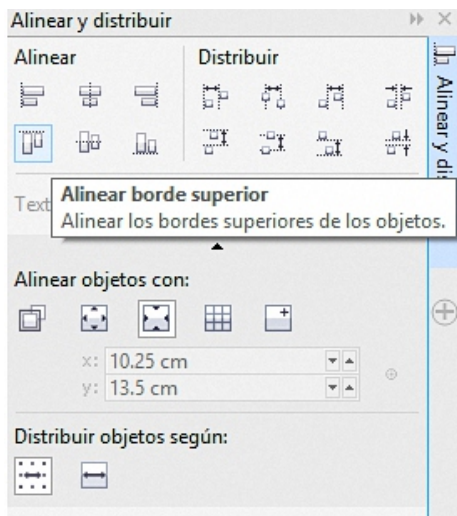 Alinear y distribuir
Alinear
Distribuir
Text
Alinear borde superior
Alinear los bordes superiores de los objetos.
Alinear objetos con:
x: 10.25 cm
y: 13.5 cm
Distribuir objetos según:
Alinear y dis